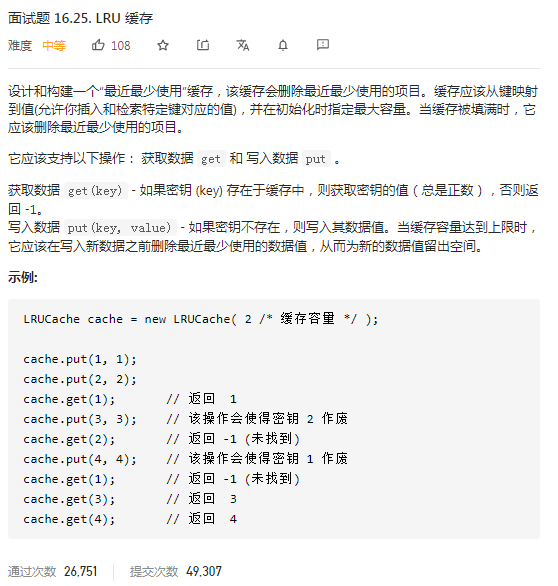 面试题 16.25. LRU 缓存
难度 中等 108
设计和构建一个“最近最少使用”缓存，该缓存会删除最近最少使用的项目。缓存应该从键映射
到值(允许你插入和检索特定键对应的值)，并在初始化时指定最大容量。当缓存被填满时，它
应该删除最近最少使用的项目。
它应该支持以下操作： 获取数据 get 和 写入数据 put 。
获取数据 get(key) - 如果密钥 (key) 存在于缓存中，则获取密钥的值（总是正数），否则返
回 -1。
写入数据 put(key, value) - 如果密钥不存在，则写入其数据值。当缓存容量达到上限时，
它应该在写入新数据之前删除最近最少使用的数据值，从而为新的数据值留出空间。
示例:
LRUCache cache = new LRUCache( 2 /* 缓存容量 */ );
cache.put(1, 1);
cache.put(2, 2);
cache.get(1);       // 返回  1
cache.put(3, 3);    // 该操作会使得密钥 2 作废
cache.get(2);       // 返回 -1 (未找到)
cache.put(4, 4);    // 该操作会使得密钥 1 作废
cache.get(1);       // 返回 -1 (未找到)
cache.get(3);       // 返回  3
cache.get(4);       // 返回  4
通过次数 26,751 提交次数 49,307